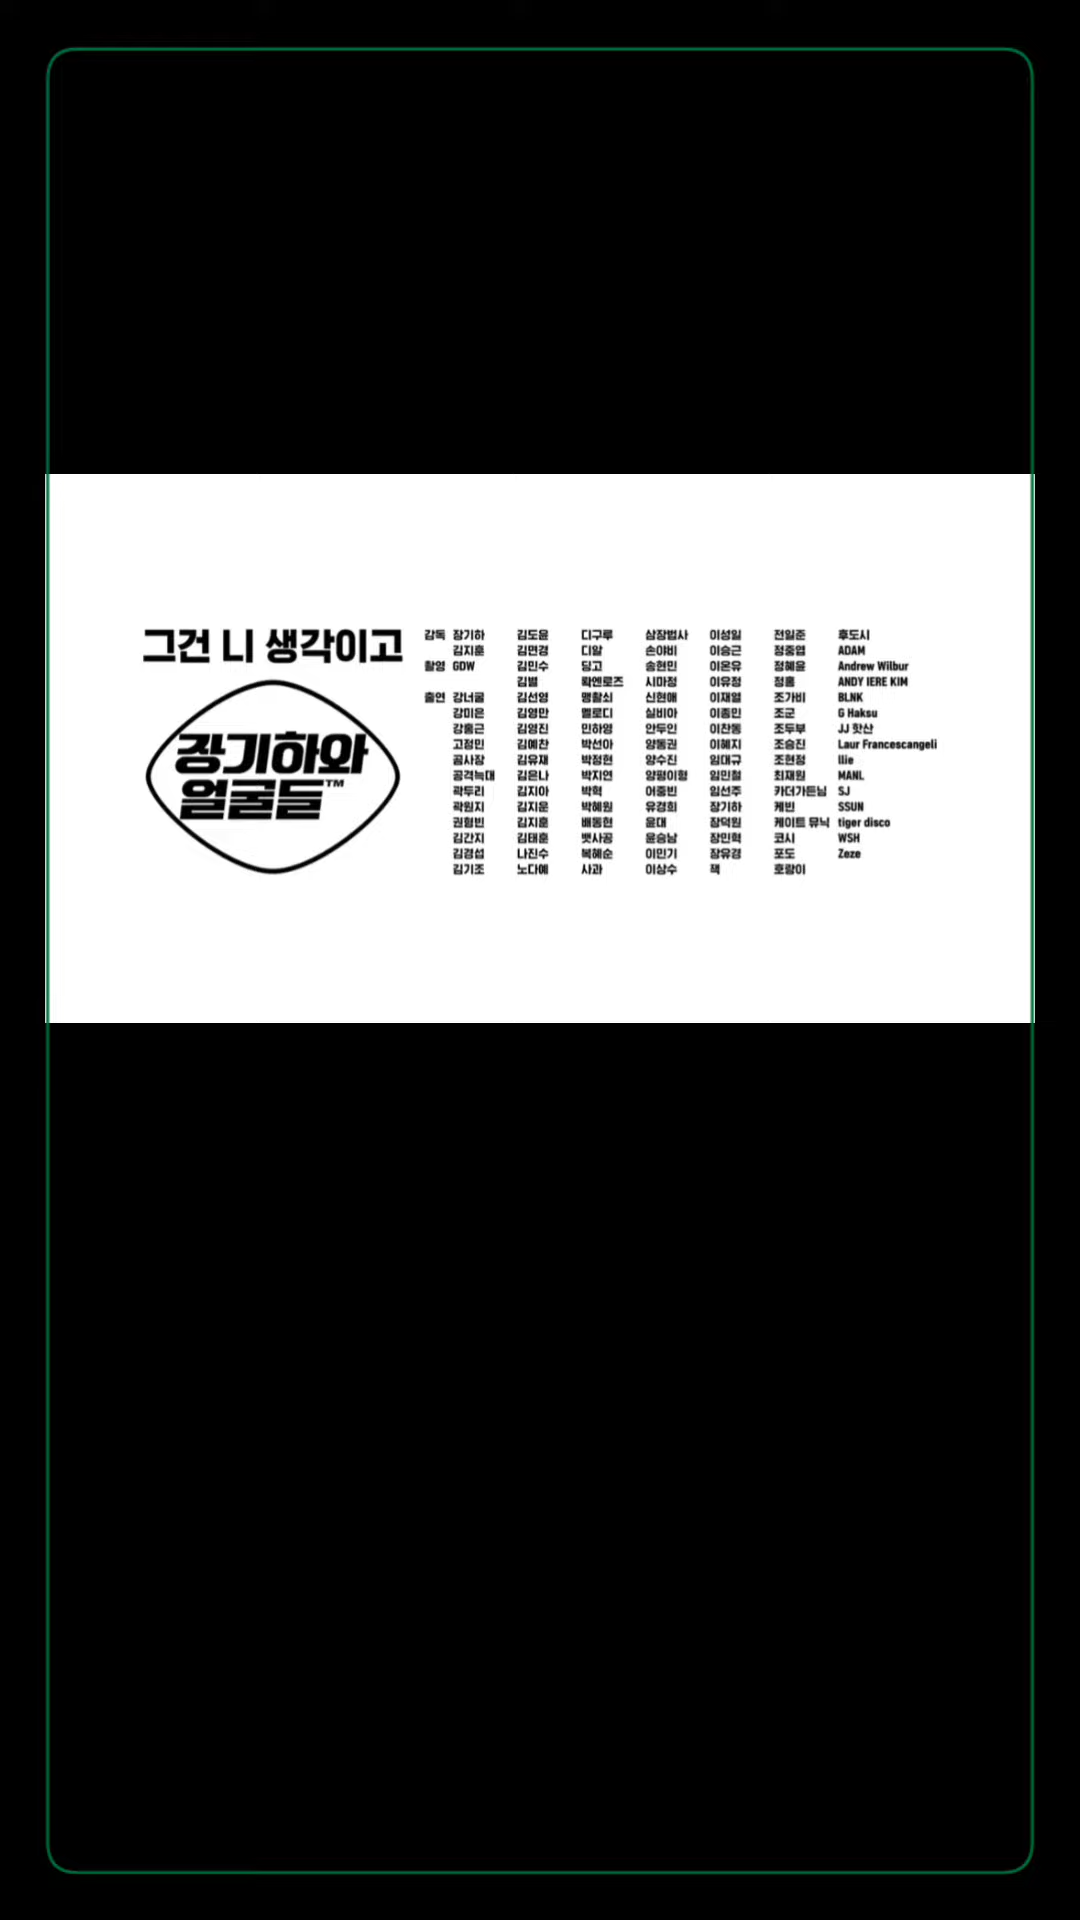 그건 니 생각이고
장기하와
얼굴들™
감독 장기하 김도윤 디구루 삼장법사 이성일 전일준 후도시
김지훈 김면경 디알 손야비 이승근 정중엽 ADAM
촬영 GDW 김민수 딩고 송현민 이온유 정혜윤 Andrew Wilbur
김별 롹엔로즈 시마정 이유정 정홍 ANDY IERE KIM
출연 강너굴 김선영 맹촬쇠 신현애 이재열 조가비 BLNK
강미은 김영만 멜로디 실비아 이종민 조군 G Haksu
강홍근 김영진 민하영 안두인 이찬동 조두부 JJ 핫산
고정민 김예찬 박선아 양동권 이혜지 조승진 Laur Francescangeli
곰사장 김유재 박정현 양수진 임대규 조현정 llie
공격늑대 김은나 박지연 양평이형 임민철 최재원 MANL
곽두리 김지아 박혁 어중빈 임선주 카더가든님 SJ
곽원지 김지운 박혜원 유경희 장기하 케빈 SSUN
권형빈 김지훈 배동현 윤대 장덕원 케이트 뮤닉 tiger disco
김간지 김태훈 뱃사공 윤승남 장민혁 코시 WSH
김경섭 나진수 복혜순 이민기 장유경 포도 Zeze
김기조 노다예 사과 이상수 잭 호랑이